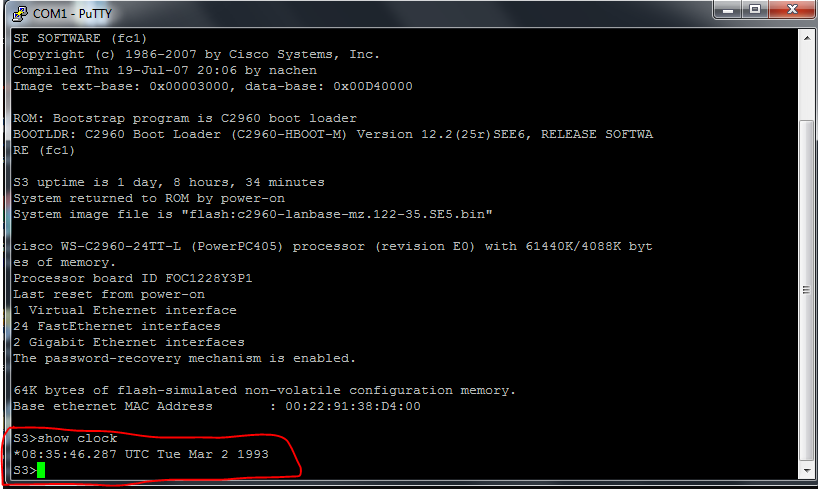 COM1 - PuTTY
SE SOFTWARE (fc1)
Copyright (c) 1986-2007 by Cisco Systems, Inc.
Compiled Thu 19-Jul-07 20:06 by nachen
Image text-base: 0x00003000, data-base: 0x00D40000
ROM: Bootstrap program is C2960 boot loader
BOOTLDR: C2960 Boot Loader (C2960-HBOOT-M) Version 12.2(25r)SEE6, RELEASE SOFTWA
RE (fc1)
S3 uptime is 1 day, 8 hours, 34 minutes
System returned to ROM by power-on
System image file is "flash:c2960-lanbase-mz.122-35.SE5.bin"
cisco WS-C2960-24TT-L (PowerPC405) processor (revision E0) with 61440K/4088K byt
es of memory.
Processor board ID FOC1228Y3P1
Last reset from power-on
1 Virtual Ethernet interface
24 FastEthernet interfaces
2 Gigabit Ethernet interfaces
The password-recovery mechanism is enabled.
64K bytes of flash-simulated non-volatile configuration memory.
Base ethernet MAC Address       : 00:22:91:38:D4:00
S3>show clock
*08:35:46.287 UTC Tue Mar 2 1993
S3>